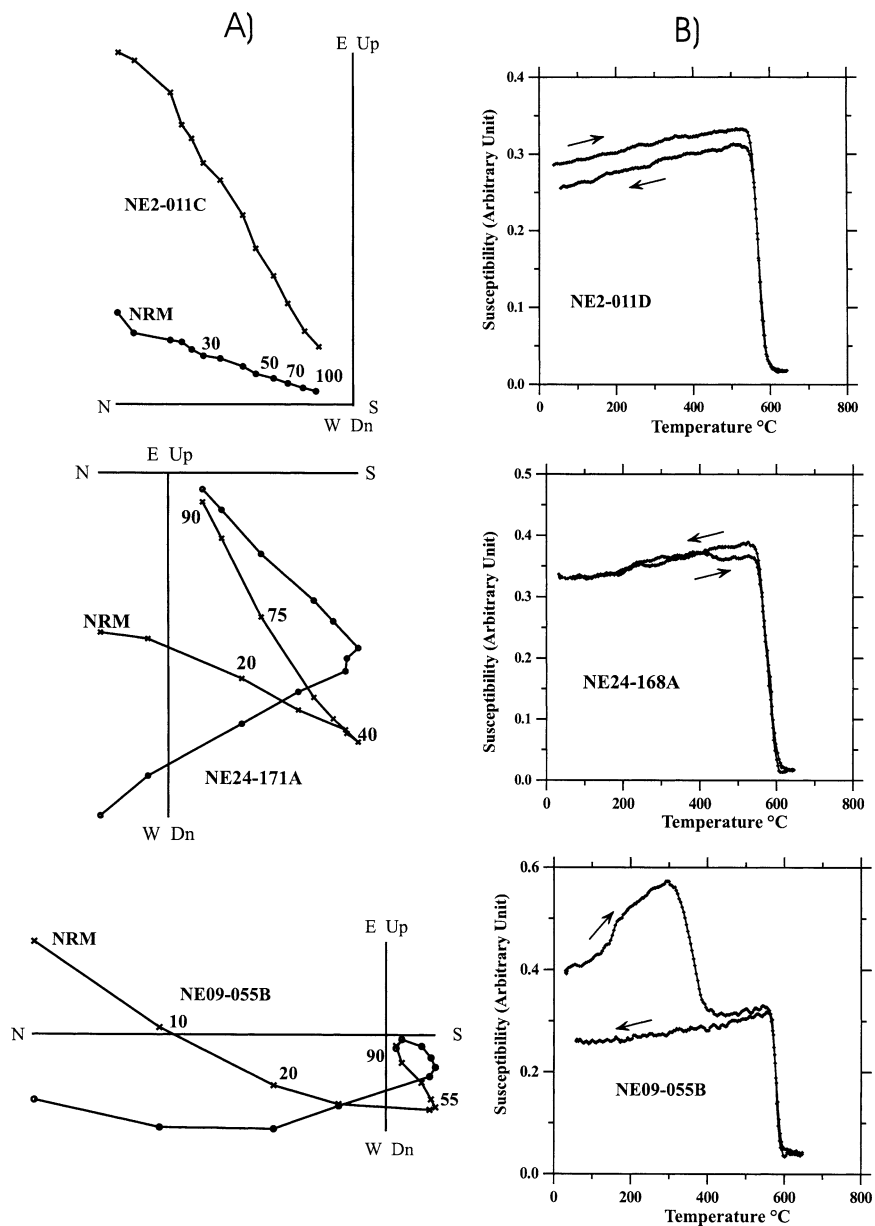 A)
E Up
NE2-011C
NRM
30
50
70
100
N
S
W Dn
E Up
N
S
90
NRM
75
20
40
NE24-171A
W Dn
E Up
NRM
NE09-055B
N
10
S
90
20
55
W Dn
B)
Susceptibility (Arbitrary Unit)
0.4
0.3
0.2
0.1
0.0
NE2-011D
0
200
400
600
800
Temperature °C
Susceptibility (Arbitrary Unit)
0.5
0.4
0.3
0.2
0.1
0.0
NE24-168A
0
200
400
600
800
Temperature °C
Susceptibility (Arbitrary Unit)
0.6
0.4
0.2
0.0
NE09-055B
0
200
400
600
800
Temperature °C